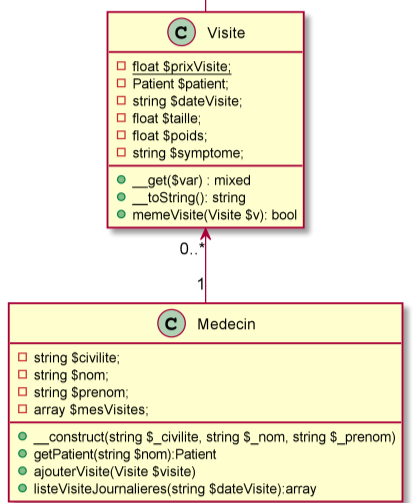 C Visite
float $prixVisite;
Patient $patient;
string $dateVisite;
float $taille;
float $poids;
string $symptome;
__get($var) : mixed
__toString(): string
memeVisite(Visite $v): bool
0..*
1
C Medecin
string $civilite;
string $nom;
string $prenom;
array $mesVisites;
__construct(string $_civilite, string $_nom, string $_prenom)
getPatient(string $nom):Patient
ajouterVisite(Visite $visite)
listeVisiteJournalieres(string $dateVisite):array